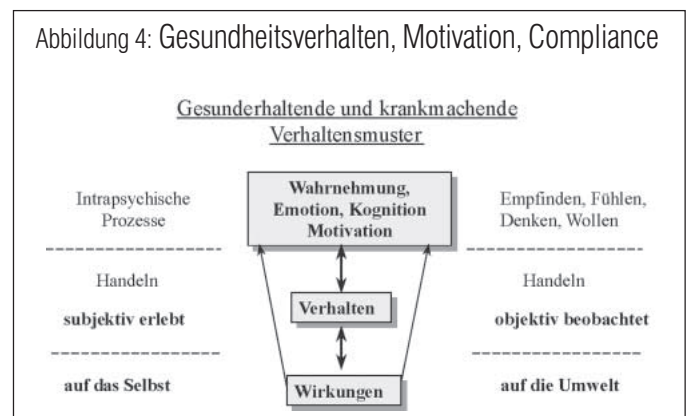 Abbildung 4: Gesundheitsverhalten, Motivation, Compliance
Gesunderhaltende und krankmachende
Verhaltensmuster
Intrapsychische
Prozesse
Wahrnehmung,
Emotion, Kognition
Motivation
Empfinden, Fühlen,
Denken, Wollen
Handeln
subjektiv erlebt
Verhalten
Handeln
objektiv beobachtet
auf das Selbst
Wirkungen
auf die Umwelt